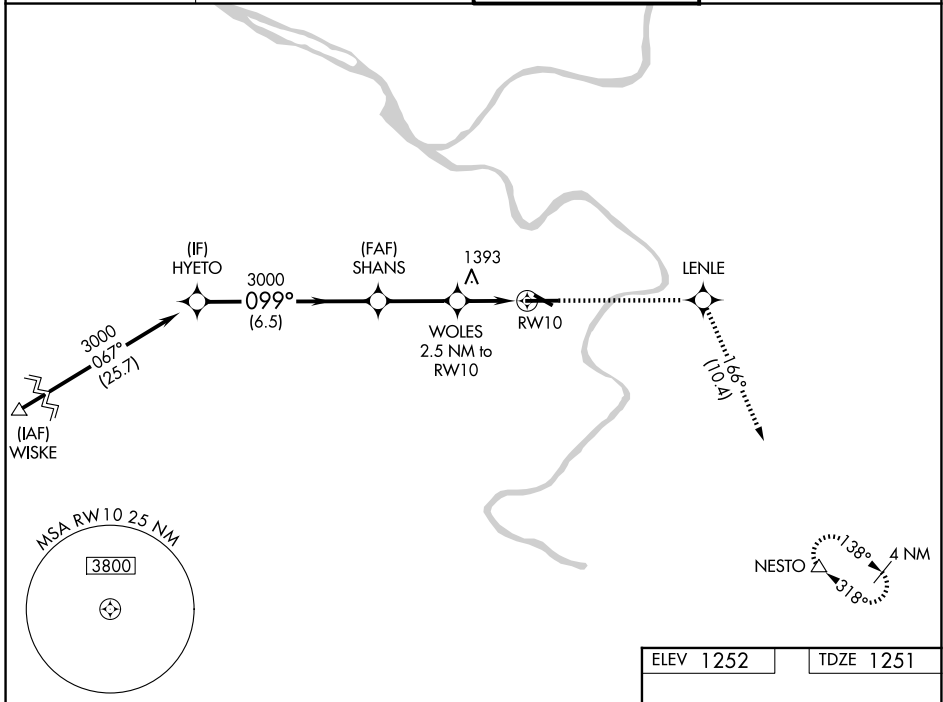 (IF)
HYETO
(FAF)
SHANS
1393
LENLE
3000
099°
(6.5)
RW10
WOLES
2.5 NM to
RW10
3000
067°
(25.7)
(IAF)
WISKE
166°
(10.4)
MSA RW10 25 NM
3800
NESTO
138°
4 NM
318°
ELEV 1252
TDZE 1251